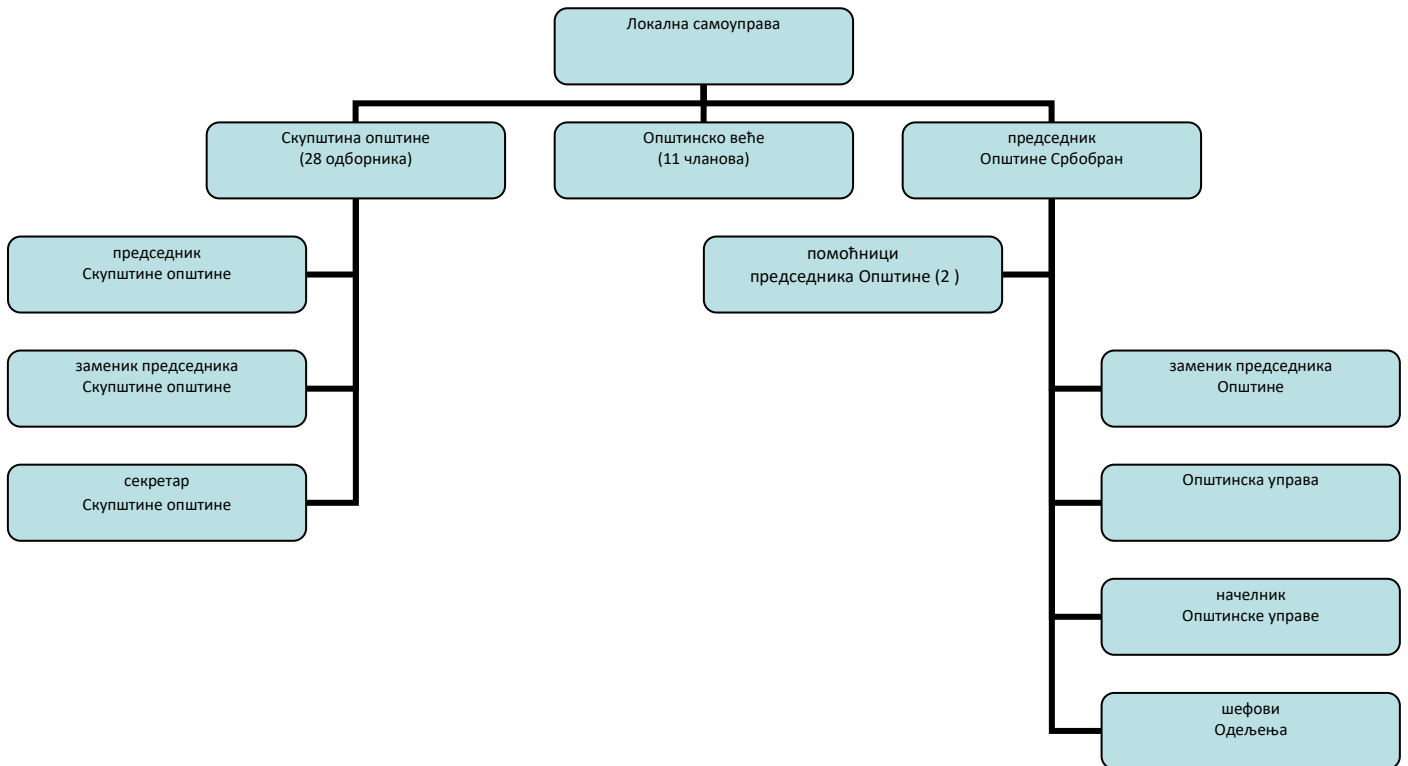 Локална самоуправа
Скупштина општине
(28 одборника)
Општинско веће
(11 чланова)
председник
Општине Србобран
председник
Скупштине општине
помоћници
председника Општине (2 )
заменик председника
Скупштине општине
заменик председника
Општине
секретар
Скупштине општине
Општинска управа
начелник
Општинске управе
шефови
Одељења